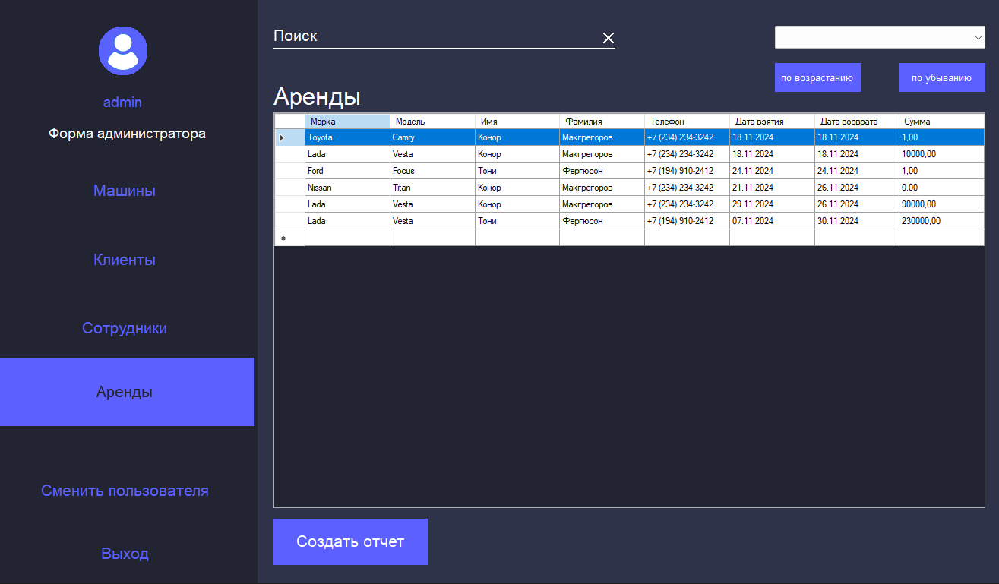 admin
Форма администратора
Машины
Клиенты
Сотрудники
Аренды
Сменить пользователя
Выход
Поиск
по возрастанию по убыванию
Аренды
Марка Модель Имя Фамилия Телефон Дата взятия Дата возврата Сумма
Toyota Camry Конор Макгрегоров +7 (234) 234-3242 18.11.2024 18.11.2024 1,00
Lada Vesta Конор Макгрегоров +7 (234) 234-3242 18.11.2024 18.11.2024 10000,00
Ford Focus Тони Фергюсон +7 (194) 910-2412 24.11.2024 24.11.2024 1,00
Nissan Titan Конор Макгрегоров +7 (234) 234-3242 21.11.2024 26.11.2024 0,00
Lada Vesta Конор Макгрегоров +7 (234) 234-3242 29.11.2024 26.11.2024 90000,00
Lada Vesta Тони Фергюсон +7 (194) 910-2412 07.11.2024 30.11.2024 230000,00
Создать отчет